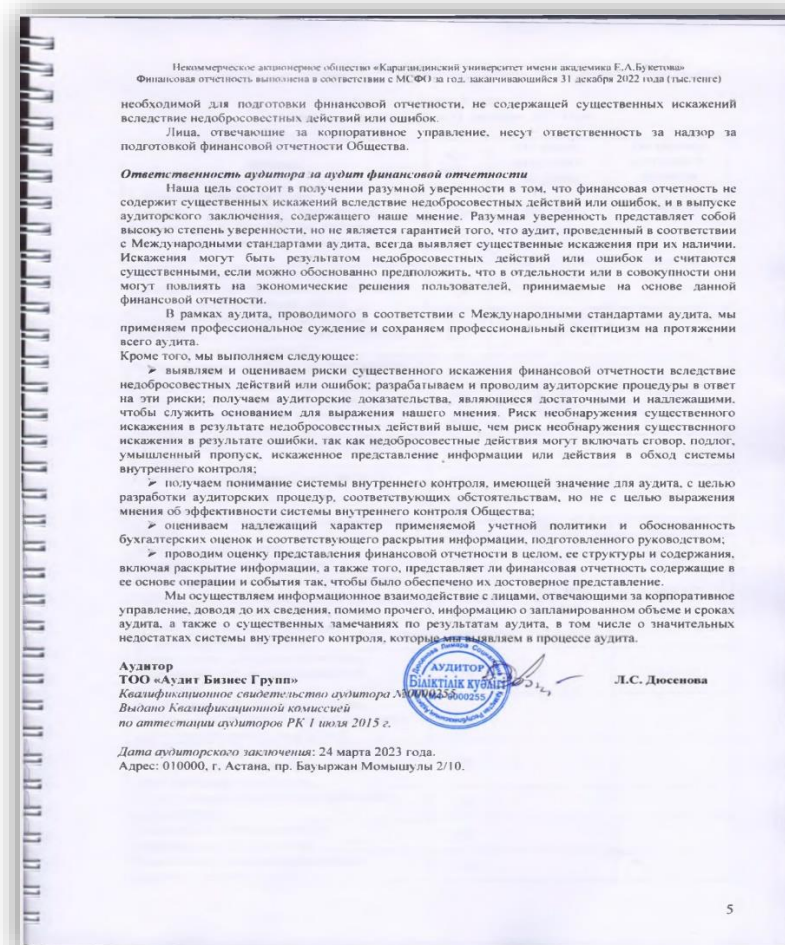 Некоммерческое акционерное общество «Карагандинский университет имени академика Е.А.Букетова»
Финансовая отчетность выполнена в соответствии с МСФО за год, заканчивающийся 31 декабря 2022 года (тыс.тенге)
необходимой для подготовки финансовой отчетности, не содержащей существенных искажений
вследствие недобросовестных действий или ошибок.
Лица, отвечающие за корпоративное управление, несут ответственность за надзор за
подготовкой финансовой отчетности Общества.
Ответственность аудитора за аудит финансовой отчетности
Наша цель состоит в получении разумной уверенности в том, что финансовая отчетность не
содержит существенных искажений вследствие недобросовестных действий или ошибок, и в выпуске
аудиторского заключения, содержащего наше мнение. Разумная уверенность представляет собой
высокую степень уверенности, но не является гарантией того, что аудит, проведенный в соответствии
с Международными стандартами аудита, всегда выявляет существенные искажения при их наличии.
Искажения могут быть результатом недобросовестных действий или ошибок и считаются
существенными, если можно обоснованно предположить, что в отдельности или в совокупности они
могут повлиять на экономические решения пользователей, принимаемые на основе данной
финансовой отчетности.
В рамках аудита, проводимого в соответствии с Международными стандартами аудита, мы
применяем профессиональное суждение и сохраняем профессиональный скептицизм на протяжении
всего аудита.
Кроме того, мы выполняем следующее:
➢ выявляем и оцениваем риски существенного искажения финансовой отчетности вследствие
недобросовестных действий или ошибок; разрабатываем и проводим аудиторские процедуры в ответ
на эти риски; получаем аудиторские доказательства, являющиеся достаточными и надлежащими,
чтобы служить основанием для выражения нашего мнения. Риск необнаружения существенного
искажения в результате недобросовестных действий выше, чем риск необнаружения существенного
искажения в результате ошибки, так как недобросовестные действия могут включать сговор, подлог,
умышленный пропуск, искаженное представление информации или действия в обход системы
внутреннего контроля;
➢ получаем понимание системы внутреннего контроля, имеющей значение для аудита, с целью
разработки аудиторских процедур, соответствующих обстоятельствам, но не с целью выражения
мнения об эффективности системы внутреннего контроля Общества;
➢ оцениваем надлежащий характер применяемой учетной политики и обоснованность
бухгалтерских оценок и соответствующего раскрытия информации, подготовленного руководством;
➢ проводим оценку представления финансовой отчетности в целом, ее структуры и содержания,
включая раскрытие информации, а также того, представляет ли финансовая отчетность содержащие в
ее основе операции и события так, чтобы было обеспечено их достоверное представление.
Мы осуществляем информационное взаимодействие с лицами, отвечающими за корпоративное
управление, доводя до их сведения, помимо прочего, информацию о запланированном объеме и сроках
аудита, а также о существенных замечаниях по результатам аудита, в том числе о значительных
недостатках системы внутреннего контроля, которые мы выявляем в процессе аудита.
Аудитор
ТОО «Аудит Бизнес Групп»
Квалификационное свидетельство аудитора №0000255
Выдано Квалификационной комиссией
по аттестации аудиторов РК 1 июля 2015 г.
АУДИТОР
Біліктілік куәлігі
0000255
Л.С. Дюсенова
Дата аудиторского заключения: 24 марта 2023 года.
Адрес: 010000, г. Астана, пр. Бауыржан Момышулы 2/10.
5